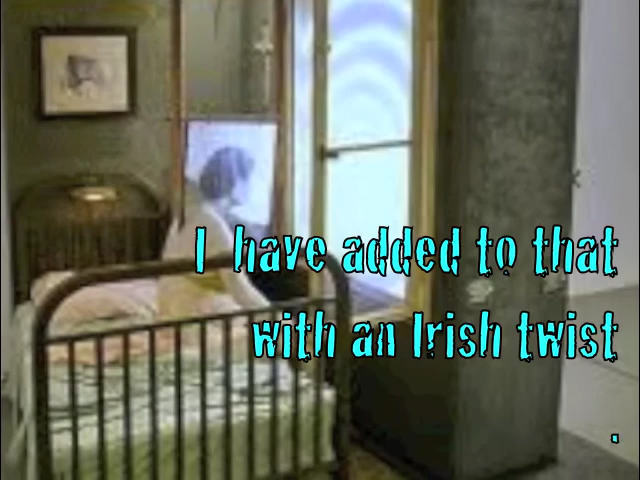 I have added to that
with an Irish twist
.